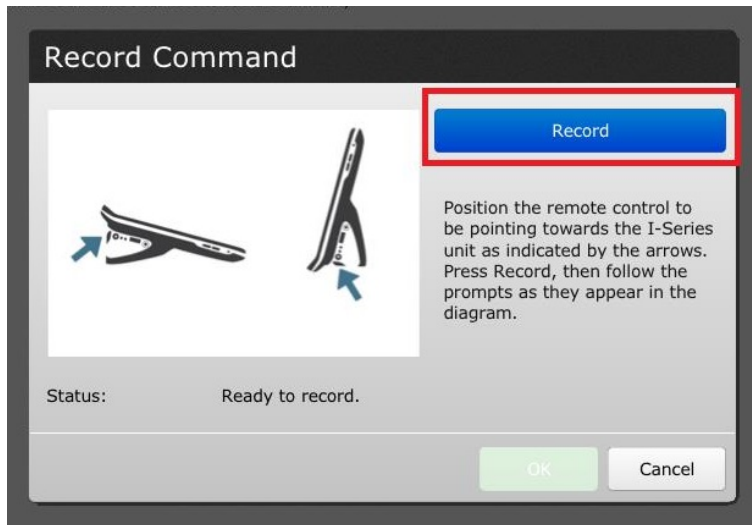 Record Command
Record
Position the remote control to
be pointing towards the I-Series
unit as indicated by the arrows.
Press Record, then follow the
prompts as they appear in the
diagram.
Status: Ready to record.
OK Cancel